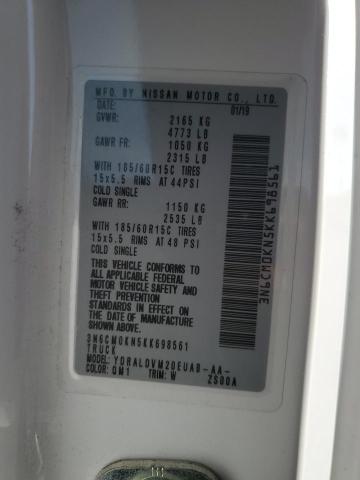 MFG. BY NISSAN MOTOR CO., LTD.
DATE: 01/19
GVWR: 2165 KG
4773 LB
GAWR FR: 1050 KG
2315 LB
WITH 185/60R15C TIRES
15x5.5 RIMS AT 44PSI
COLD SINGLE
GAWR RR: 1150 KG
2535 LB
WITH 185/60R15C TIRES
15x5.5 RIMS AT 48 PSI
COLD SINGLE
THIS VEHICLE CONFORMS TO
ALL APPLICABLE FEDERAL
MOTOR VEHICLE SAFETY AND
THEFT PREVENTION
STANDARDS IN EFFECT ON
THE DATE OF MANUFACTURE
SHOWN ABOVE.
3N6CM0KN5KK698561
TRUCK
MODEL: YDRALDVM20EUAB-AA-
COLOR: QM1 TRIM: W ZS00A
3N6CM0KN5KK698561